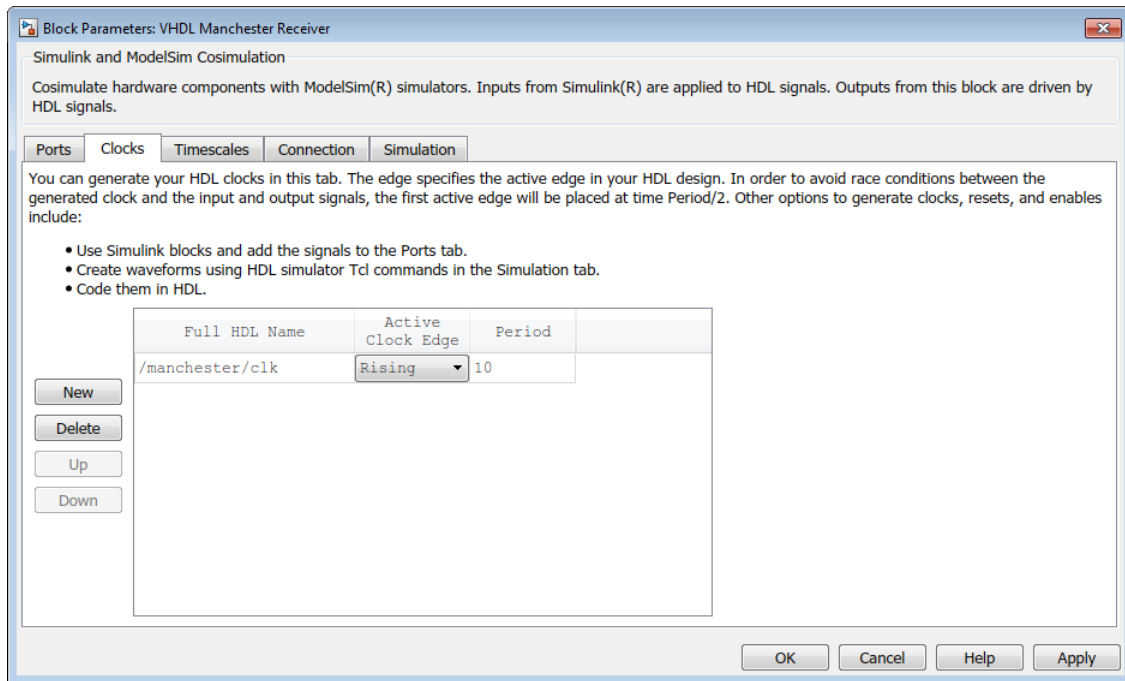 Block Parameters: VHDL Manchester Receiver
Simulink and ModelSim Cosimulation
Cosimulate hardware components with ModelSim(R) simulators. Inputs from Simulink(R) are applied to HDL signals. Outputs from this block are driven by
HDL signals.
Ports Clocks Timescales Connection Simulation
You can generate your HDL clocks in this tab. The edge specifies the active edge in your HDL design. In order to avoid race conditions between the
generated clock and the input and output signals, the first active edge will be placed at time Period/2. Other options to generate clocks, resets, and enables
include:
• Use Simulink blocks and add the signals to the Ports tab.
• Create waveforms using HDL simulator Tcl commands in the Simulation tab.
• Code them in HDL.
Full HDL Name Active Clock Edge Period
/manchester/clk Rising 10
New
Delete
Up
Down
OK Cancel Help Apply